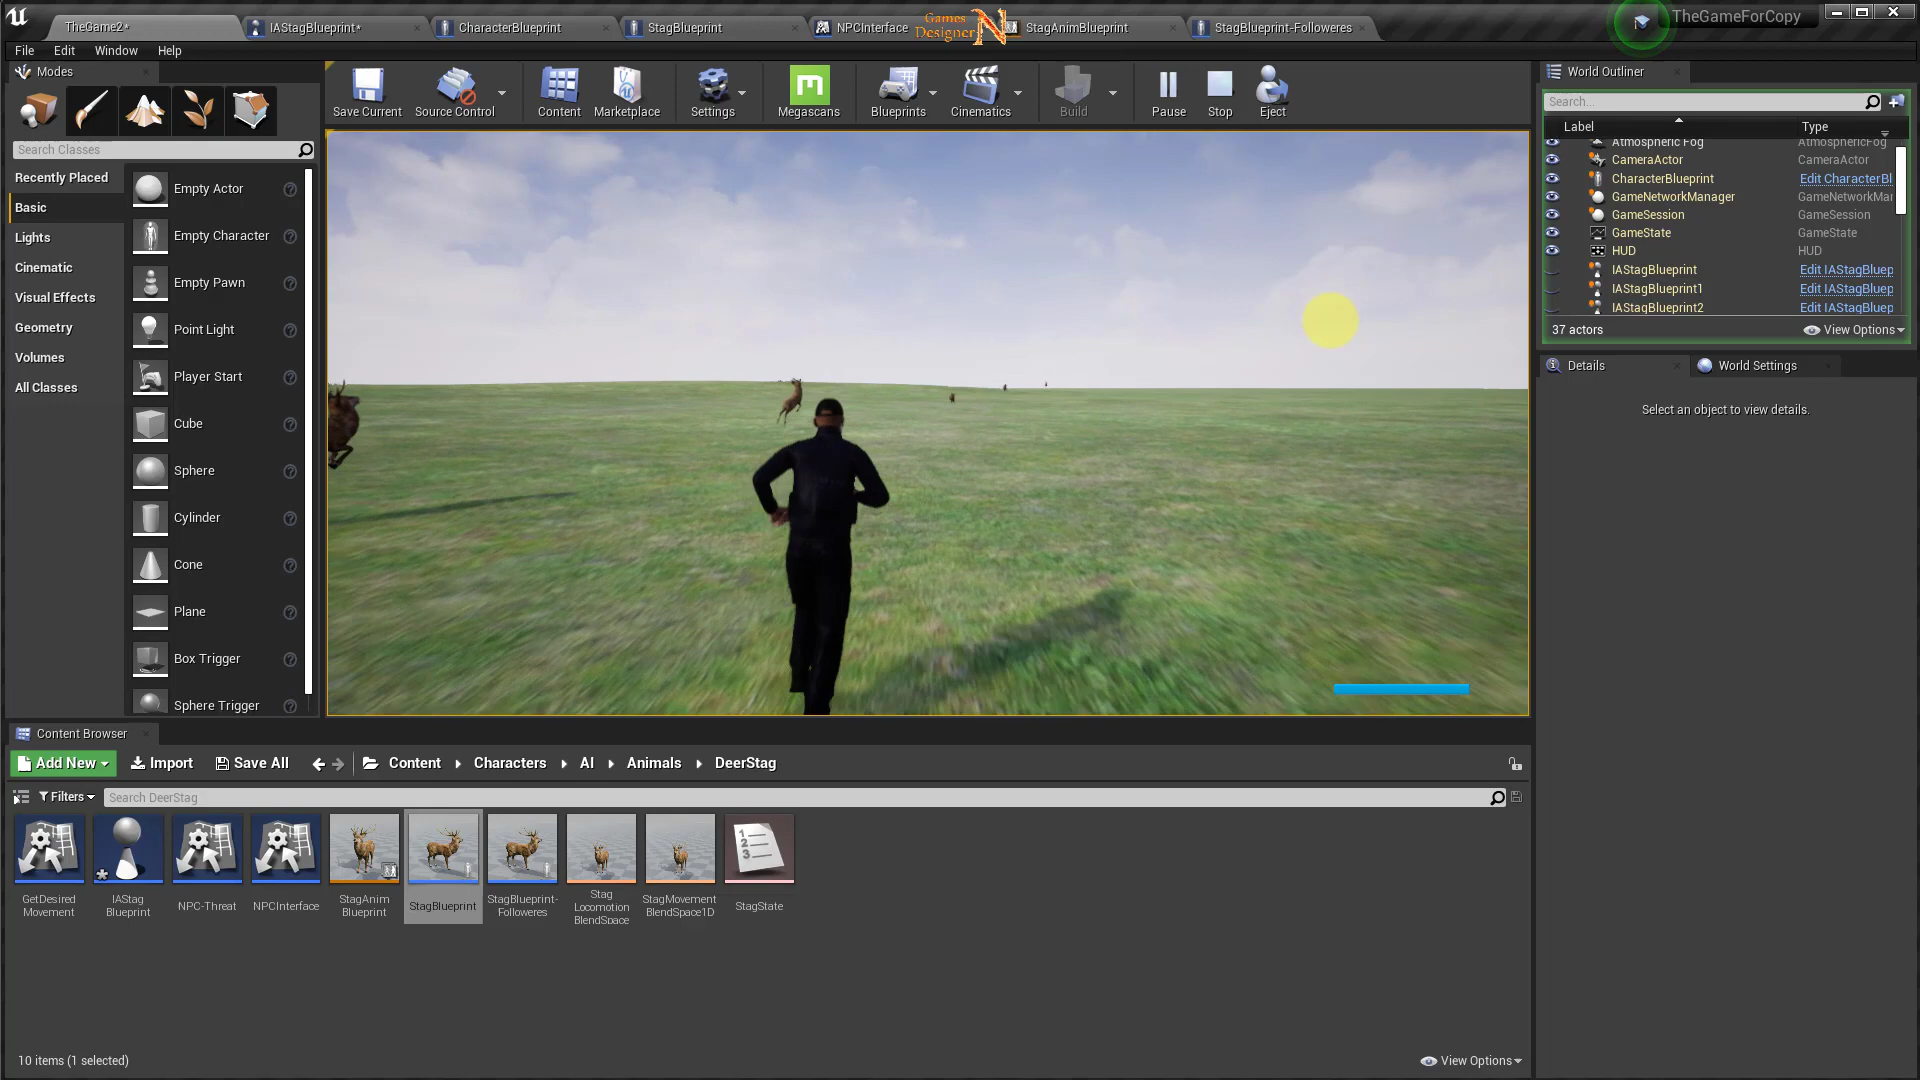 TheGame2*
IAStagBlueprint*
CharacterBlueprint
StagBlueprint
NPCInterface
Games
Designer
N
StagAnimBlueprint
StagBlueprint-Followeres
TheGameForCopy
File
Edit
Window
Help
Modes
Search Classes
Recently Placed
Basic
Lights
Cinematic
Visual Effects
Geometry
Volumes
All Classes
Empty Actor
Empty Character
Empty Pawn
Point Light
Player Start
Cube
Sphere
Cylinder
Cone
Plane
Box Trigger
Sphere Trigger
Save Current
Source Control
Content
Marketplace
Settings
Megascans
Blueprints
Cinematics
Build
Pause
Stop
Eject
World Outliner
Search...
Label
Type
Atmospheric Fog
AtmosphericFog
CameraActor
CameraActor
CharacterBlueprint
Edit CharacterBl
GameNetworkManager
GameNetworkMar
GameSession
GameSession
GameState
GameState
HUD
HUD
IAStagBlueprint
Edit IAStagBluep
IAStagBlueprint1
Edit IAStagBluep
IAStagBlueprint2
Edit IAStagBluep
37 actors
View Options
Details
World Settings
Select an object to view details.
Content Browser
Add New
Import
Save All
Content
Characters
AI
Animals
DeerStag
Filters
Search DeerStag
GetDesired
Movement
IAStag
Blueprint
NPC-Threat
NPCInterface
StagAnim
Blueprint
StagBlueprint
StagBlueprint-
Followeres
Stag
Locomotion
BlendSpace
StagMovement
BlendSpace1D
StagState
10 items (1 selected)
View Options